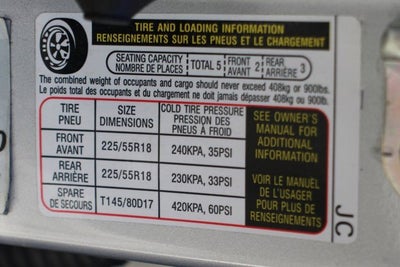 TIRE AND LOADING INFORMATION
RENSEIGNEMENTS SUR LES PNEUS ET LE CHARGEMENT
SEATING CAPACITY
NOMBRE DE PLACES
TOTAL 5
FRONT
AVANT 2
REAR
ARRIÈRE 3
The combined weight of occupants and cargo should never exceed 408kg or 900lbs.
Le poids total des occupants et du chargement ne doit jamais dépasser 408kg or 900lbs.
TIRE
PNEU
SIZE
DIMENSIONS
COLD TIRE PRESSURE
PRESSION DES
PNEUS À FROID
FRONT
AVANT
225/55R18
240KPA, 35PSI
REAR
ARRIÈRE
225/55R18
230KPA, 33PSI
SPARE
DE SECOURS
T145/80D17
420KPA, 60PSI
SEE OWNER'S
MANUAL FOR
ADDITIONAL
INFORMATION
VOIR LE MANUEL
DE L'USAGER
POUR PLUS DE
RENSEIGNEMENTS
JC